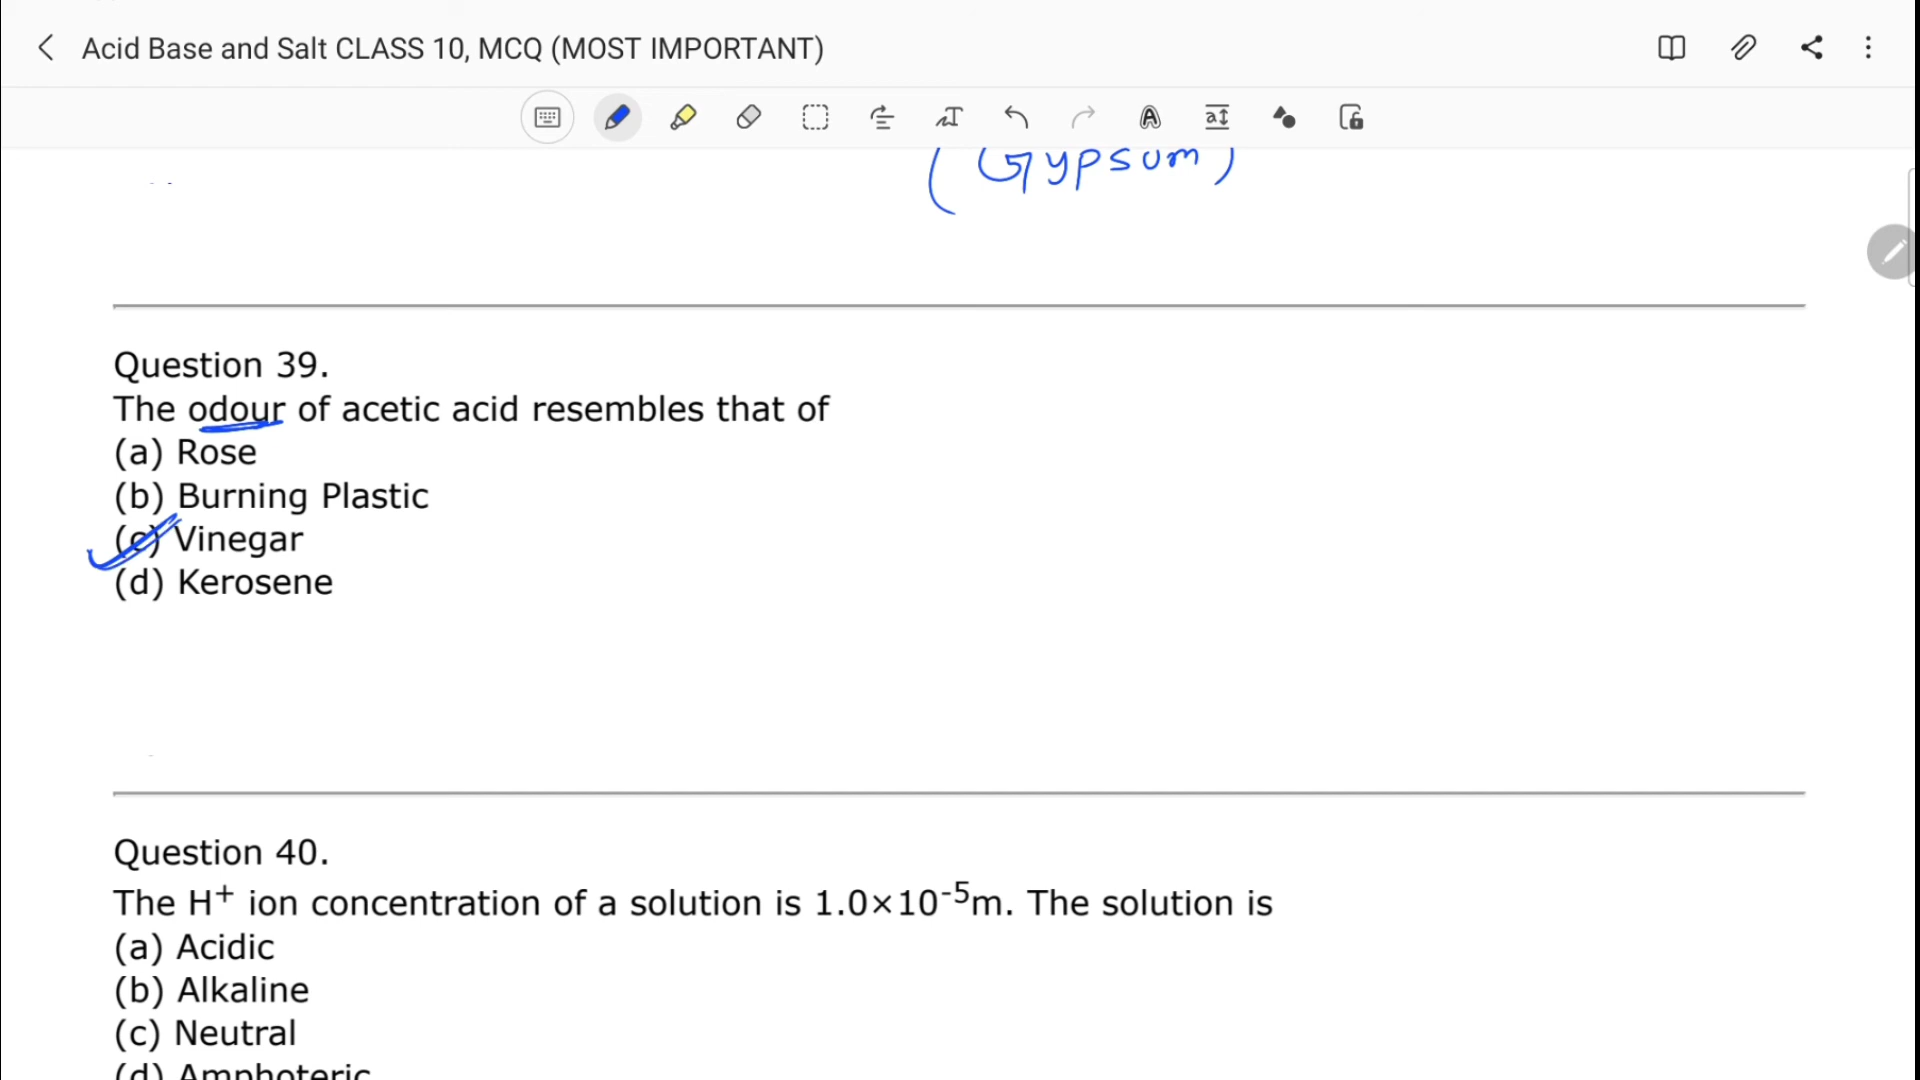 Acid Base and Salt CLASS 10, MCQ (MOST IMPORTANT)
(Gypsum)
Question 39.
The odour of acetic acid resembles that of
(a) Rose
(b) Burning Plastic
(c) Vinegar
(d) Kerosene
Question 40.
The H⁺ ion concentration of a solution is 1.0×10⁻⁵m. The solution is
(a) Acidic
(b) Alkaline
(c) Neutral
(d) Amphoteric